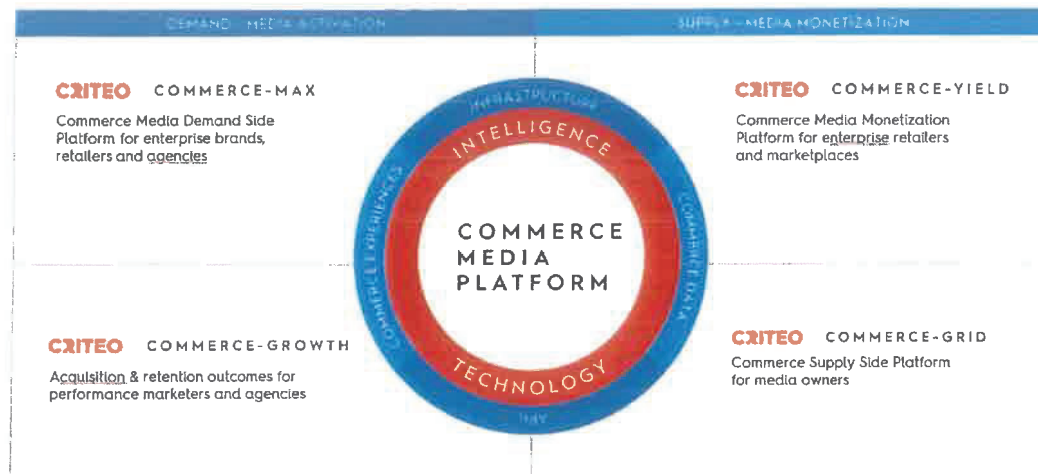 DEMAND - MEDIA ACTIVATION
SUPPLY - MEDIA MONETIZATION
CRITEO COMMERCE-MAX
Commerce Media Demand Side
Platform for enterprise brands,
retailers and agencies
CRITEO COMMERCE-YIELD
Commerce Media Monetization
Platform for enterprise retailers
and marketplaces
INFRASTRUCTURE
INTELLIGENCE
COMMERCE EXPERIENCES
COMMERCE DATA
COMMERCE
MEDIA
PLATFORM
TECHNOLOGY
CRITEO COMMERCE-GROWTH
Acquisition & retention outcomes for
performance marketers and agencies
CRITEO COMMERCE-GRID
Commerce Supply Side Platform
for media owners